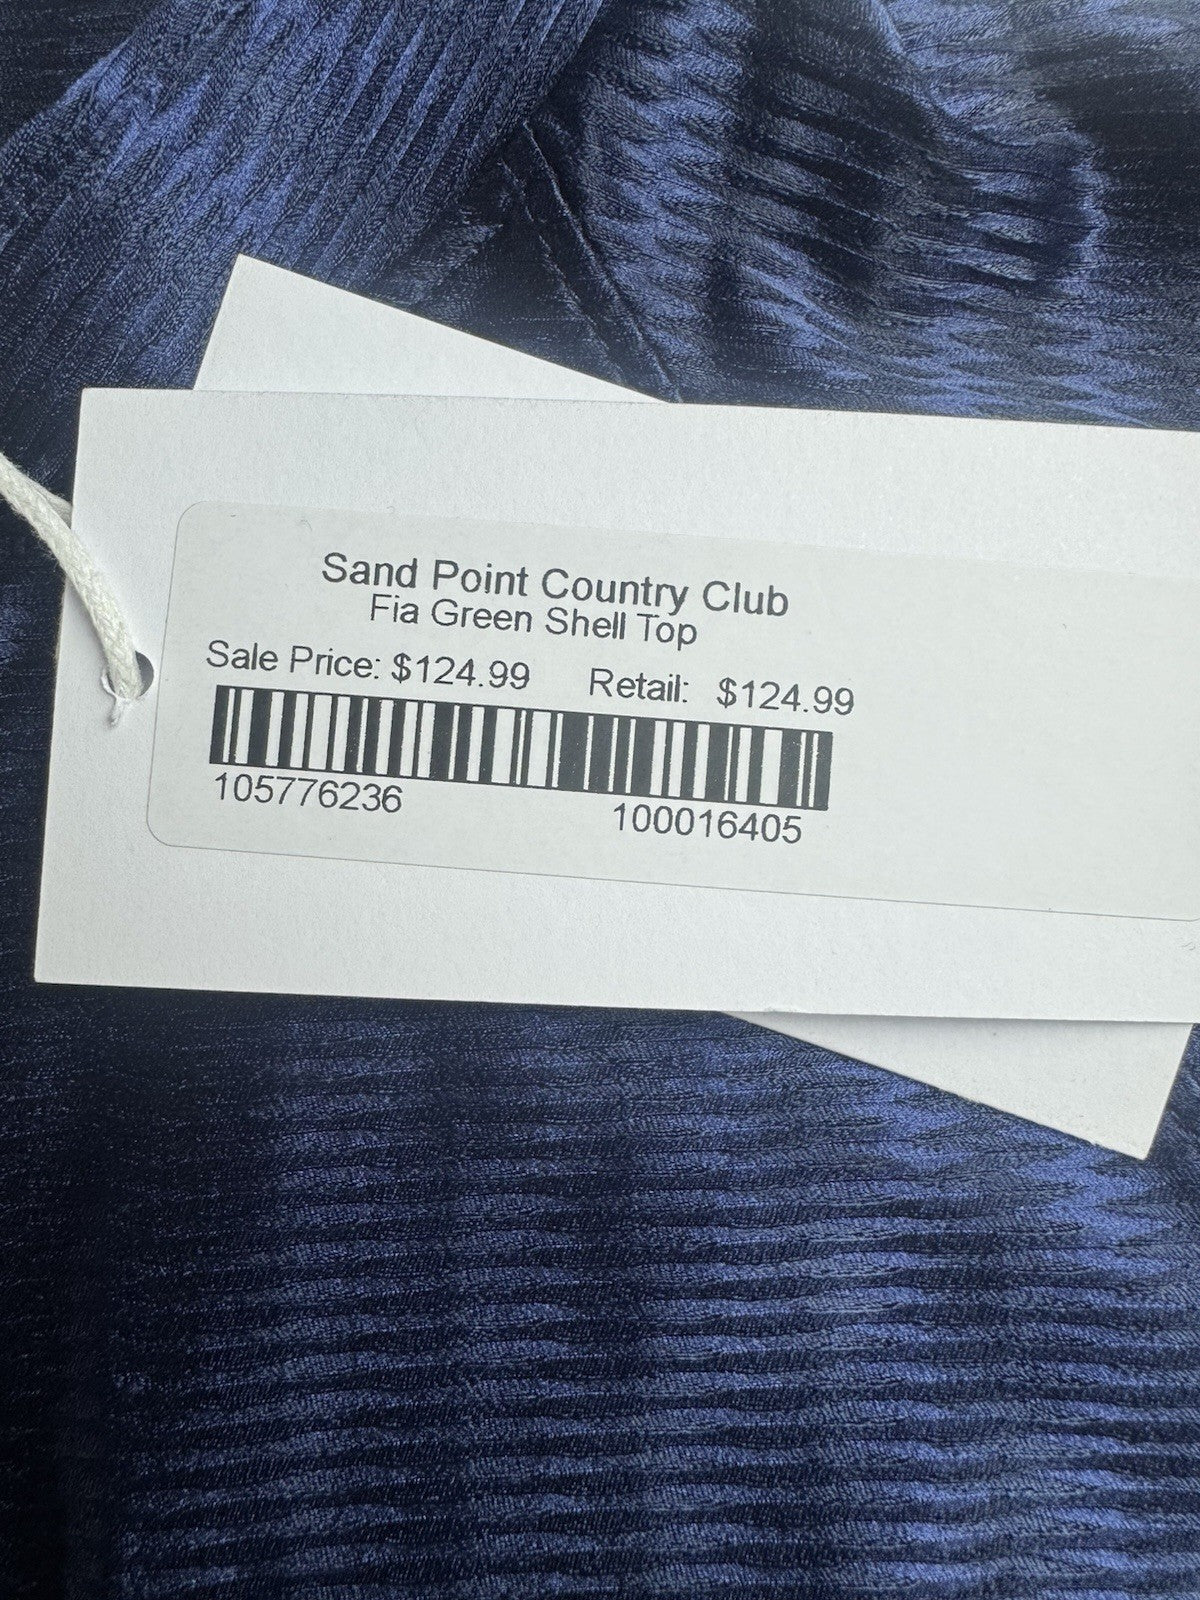 Sand Point Country Club
Fia Green Shell Top
Sale Price: $124.99 Retail: $124.99
105776236 100016405